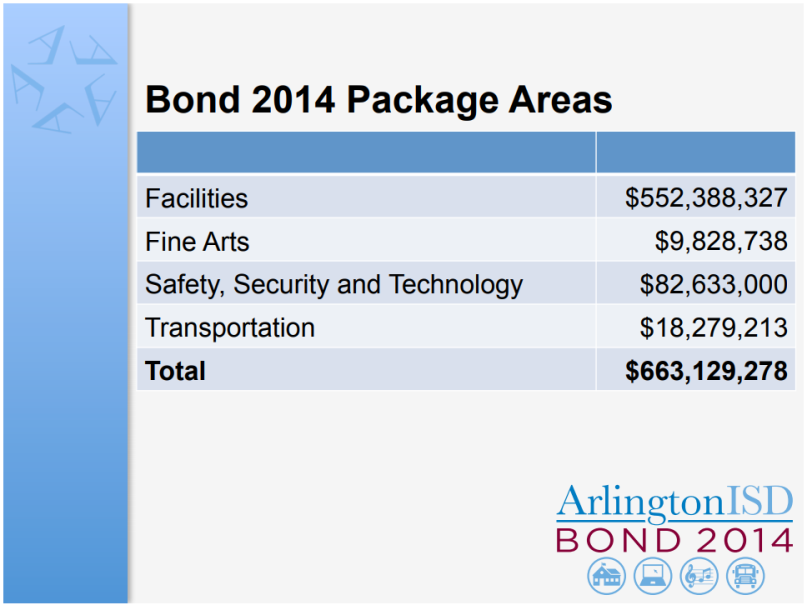 Bond 2014 Package Areas
Facilities $552,388,327
Fine Arts $9,828,738
Safety, Security and Technology $82,633,000
Transportation $18,279,213
Total $663,129,278
ArlingtonISD
BOND 2014